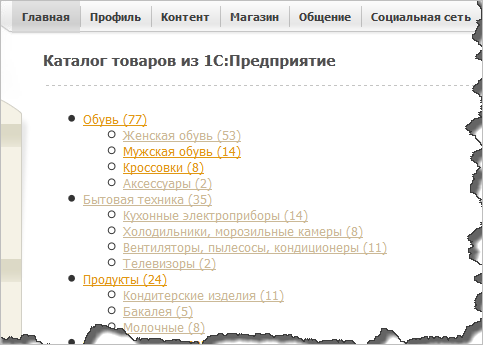 Главная Профиль Контент Магазин Общение Социальная сеть
Каталог товаров из 1С:Предприятие
Обувь (77)
Женская обувь (53)
Мужская обувь (14)
Кроссовки (8)
Аксессуары (2)
Бытовая техника (35)
Кухонные электроприборы (14)
Холодильники, морозильные камеры (8)
Вентиляторы, пылесосы, кондиционеры (11)
Телевизоры (2)
Продукты (24)
Кондитерские изделия (11)
Бакалея (5)
Молочные (8)